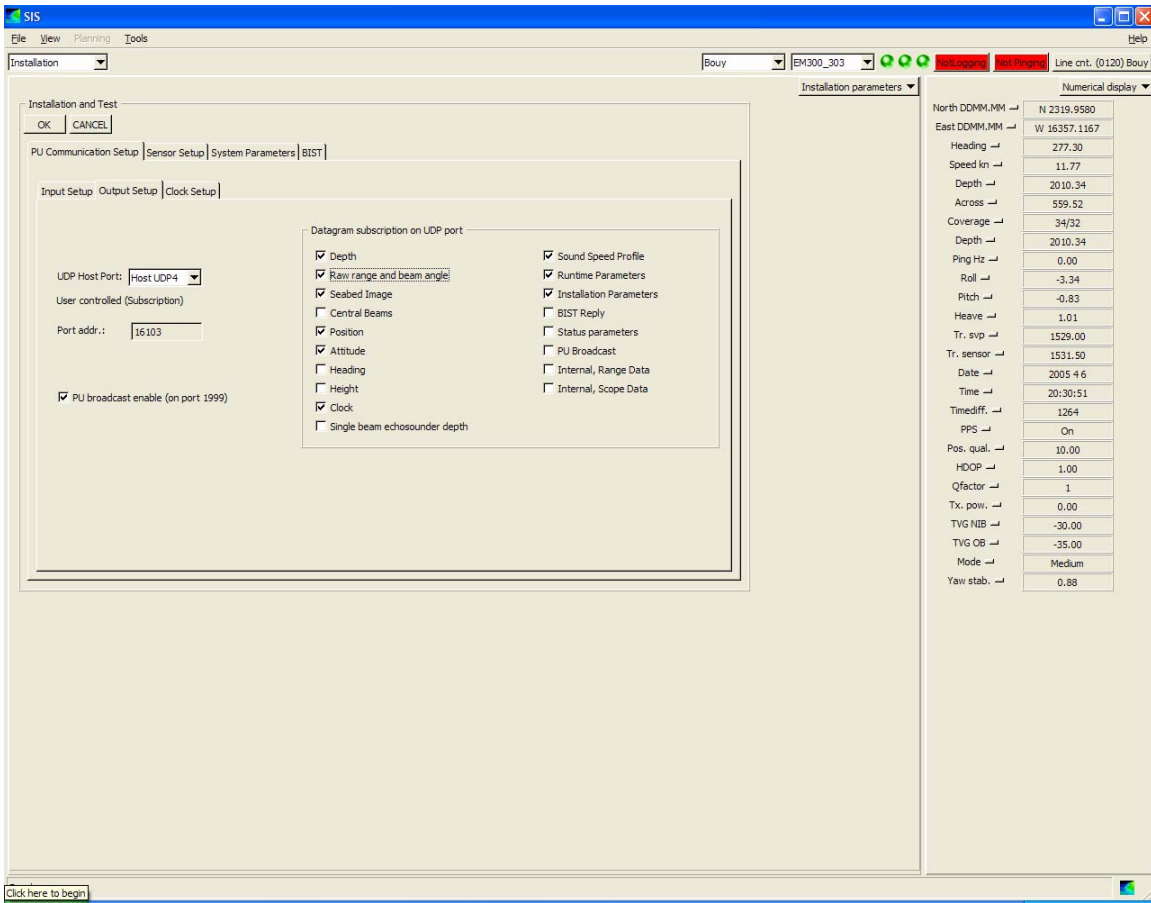 SIS
File View Planning Tools Help
Installation Bouy EM300_303 NotLogging Not Pinging Line cnt. (0120) Bouy
Installation parameters Numerical display
Installation and Test
OK CANCEL
PU Communication Setup Sensor Setup System Parameters BIST
Input Setup Output Setup Clock Setup
UDP Host Port: Host UDP4
User controlled (Subscription)
Port addr.: 16103
PU broadcast enable (on port 1999)
Datagram subscription on UDP port
Depth
Raw range and beam angle
Seabed Image
Central Beams
Position
Attitude
Heading
Height
Clock
Single beam echosounder depth
Sound Speed Profile
Runtime Parameters
Installation Parameters
BIST Reply
Status parameters
PU Broadcast
Internal, Range Data
Internal, Scope Data
North DDMM.MM N 2319.9580
East DDMM.MM W 16357.1167
Heading 277.30
Speed kn 11.77
Depth 2010.34
Across 559.52
Coverage 34/32
Depth 2010.34
Ping Hz 0.00
Roll -3.34
Pitch -0.83
Heave 1.01
Tr. svp 1529.00
Tr. sensor 1531.50
Date 2005 4 6
Time 20:30:51
Timediff. 1264
PPS On
Pos. qual. 10.00
HDOP 1.00
Qfactor 1
Tx. pow. 0.00
TVG NIB -30.00
TVG OB -35.00
Mode Medium
Yaw stab. 0.88
Click here to begin